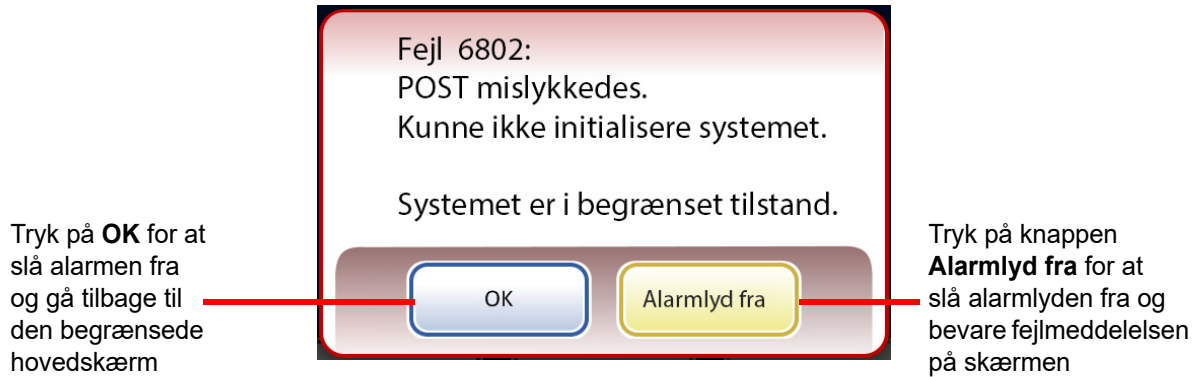 Fejl 6802:
POST mislykkedes.
Kunne ikke initialisere systemet.
Systemet er i begrænset tilstand.
Tryk på OK for at
slå alarmen fra
og gå tilbage til
den begrænsede
hovedskærm
OK
Alarmlyd fra
Tryk på knappen
Alarmlyd fra for at
slå alarmlyden fra og
bevare fejlmeddelelsen
på skærmen